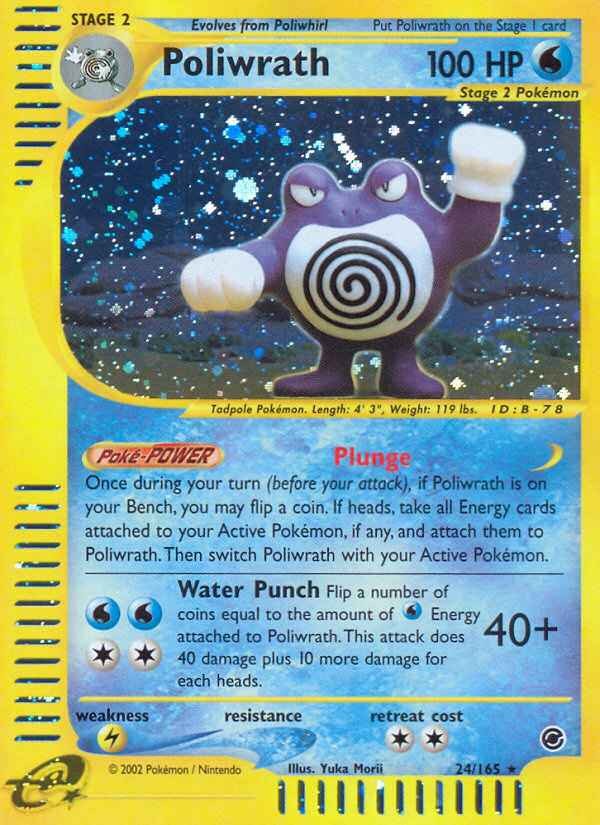 STAGE 2
Evolves from Poliwhirl
Put Poliwrath on the Stage 1 card
Poliwrath
100 HP
Stage 2 Pokémon
Tadpole Pokémon. Length: 4' 3", Weight: 119 lbs. ID:B-78
Poké-POWER
Plunge
Once during your turn (before your attack), if Poliwrath is on
your Bench, you may flip a coin. If heads, take all Energy cards
attached to your Active Pokémon, if any, and attach them to
Poliwrath. Then switch Poliwrath with your Active Pokémon.
Water Punch Flip a number of
coins equal to the amount of Energy
attached to Poliwrath. This attack does
40 damage plus 10 more damage for
each heads.
40+
weakness
resistance
retreat cost
© 2002 Pokémon / Nintendo
Illus. Yuka Morii
24/165 ★
e